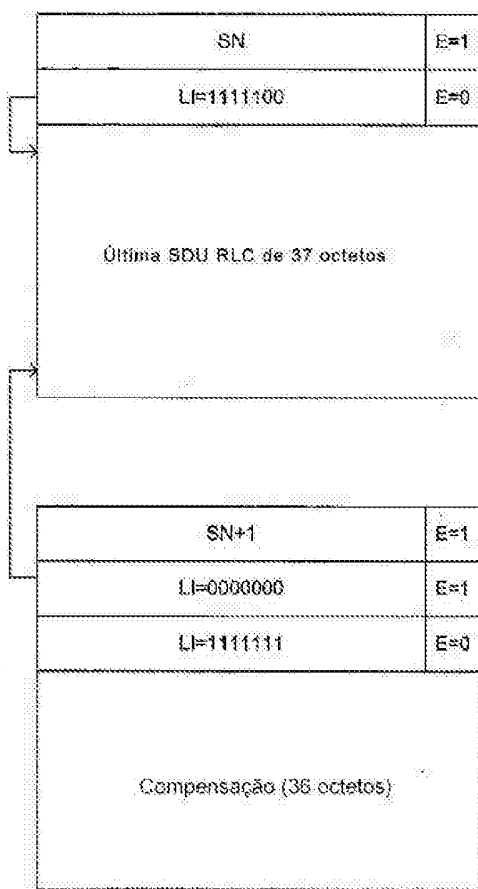 SN E=1
LI=1111100 E=0
Última SDU RLC de 37 octetos
SN+1 E=1
LI=0000000 E=1
LI=1111111 E=0
Compensação (36 octetos)